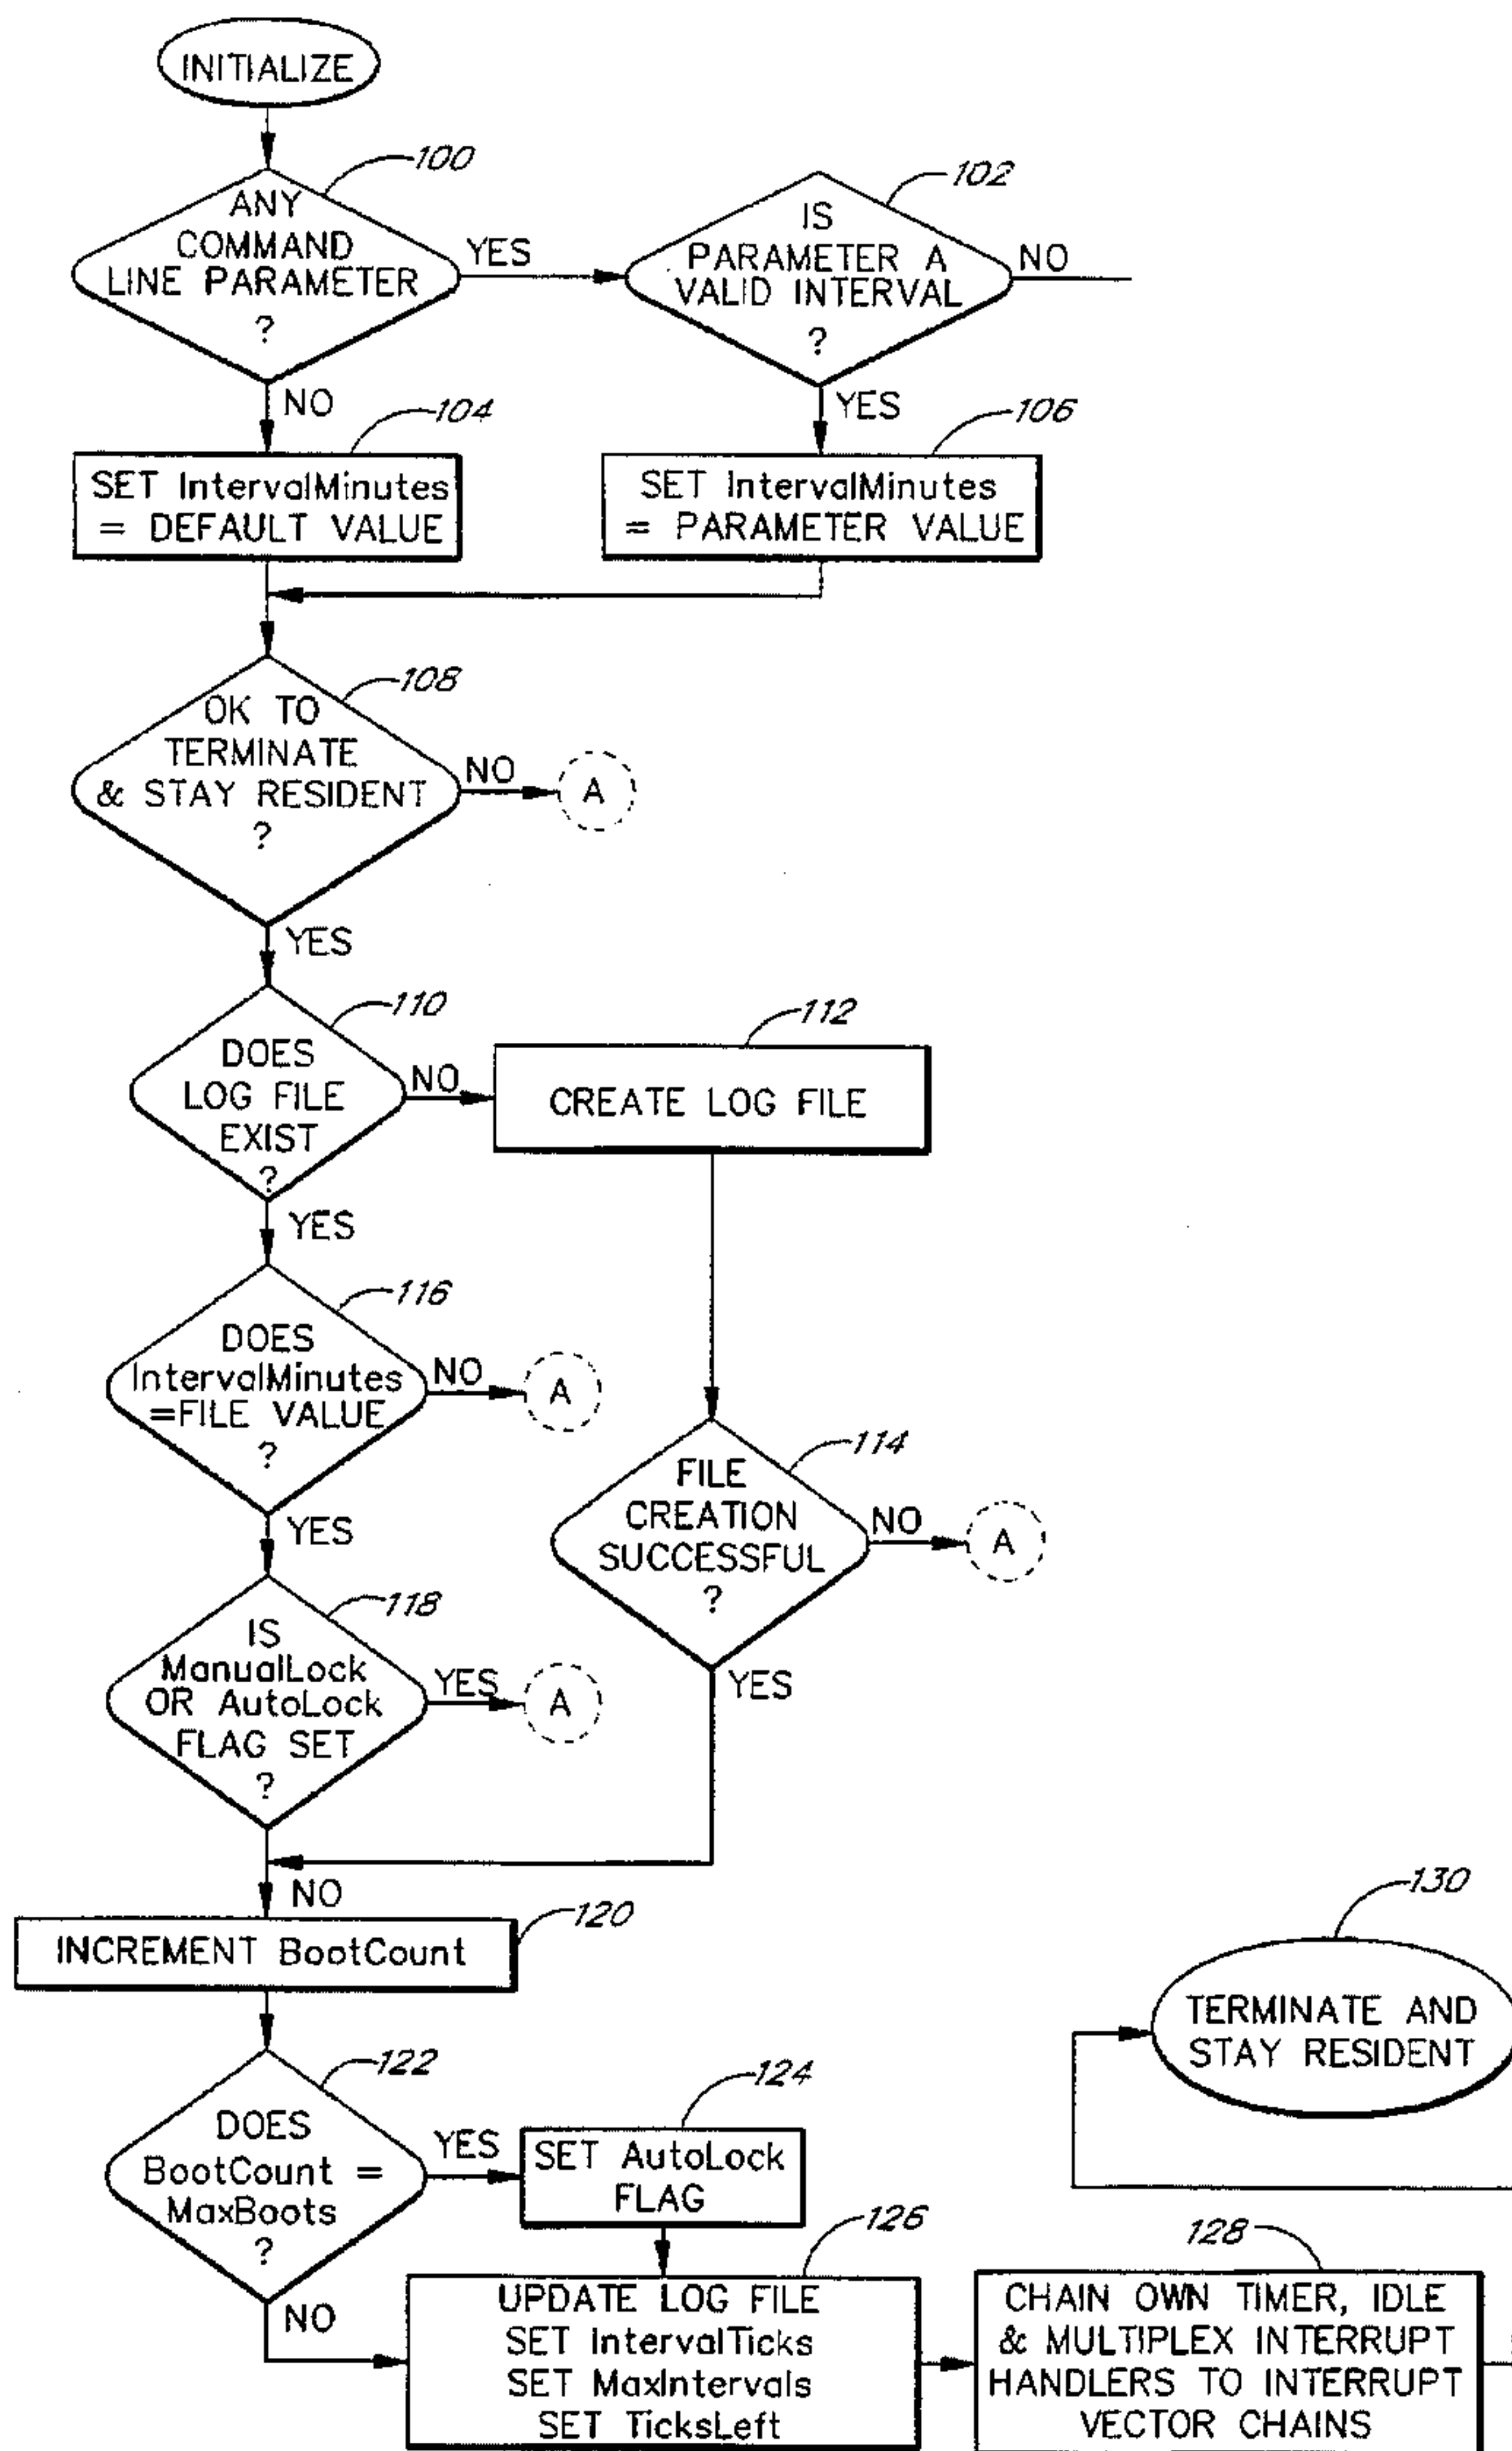 INITIALIZE
100
ANY
COMMAND
LINE PARAMETER
?
YES
NO
102
IS
PARAMETER A
VALID INTERVAL
?
NO
YES
104
SET IntervalMinutes
= DEFAULT VALUE
106
SET IntervalMinutes
= PARAMETER VALUE
108
OK TO
TERMINATE
& STAY RESIDENT
?
NO
A
YES
110
DOES
LOG FILE
EXIST
?
NO
112
CREATE LOG FILE
YES
116
DOES
IntervalMinutes
=FILE VALUE
?
NO
A
YES
114
FILE
CREATION
SUCCESSFUL
?
NO
A
YES
118
IS
ManualLock
OR AutoLock
FLAG SET
?
YES
A
NO
120
INCREMENT BootCount
122
DOES
BootCount =
MaxBoots
?
YES
124
SET AutoLock
FLAG
NO
126
UPDATE LOG FILE
SET IntervalTicks
SET MaxIntervals
SET TicksLeft
128
CHAIN OWN TIMER, IDLE
& MULTIPLEX INTERRUPT
HANDLERS TO INTERRUPT
VECTOR CHAINS
130
TERMINATE AND
STAY RESIDENT